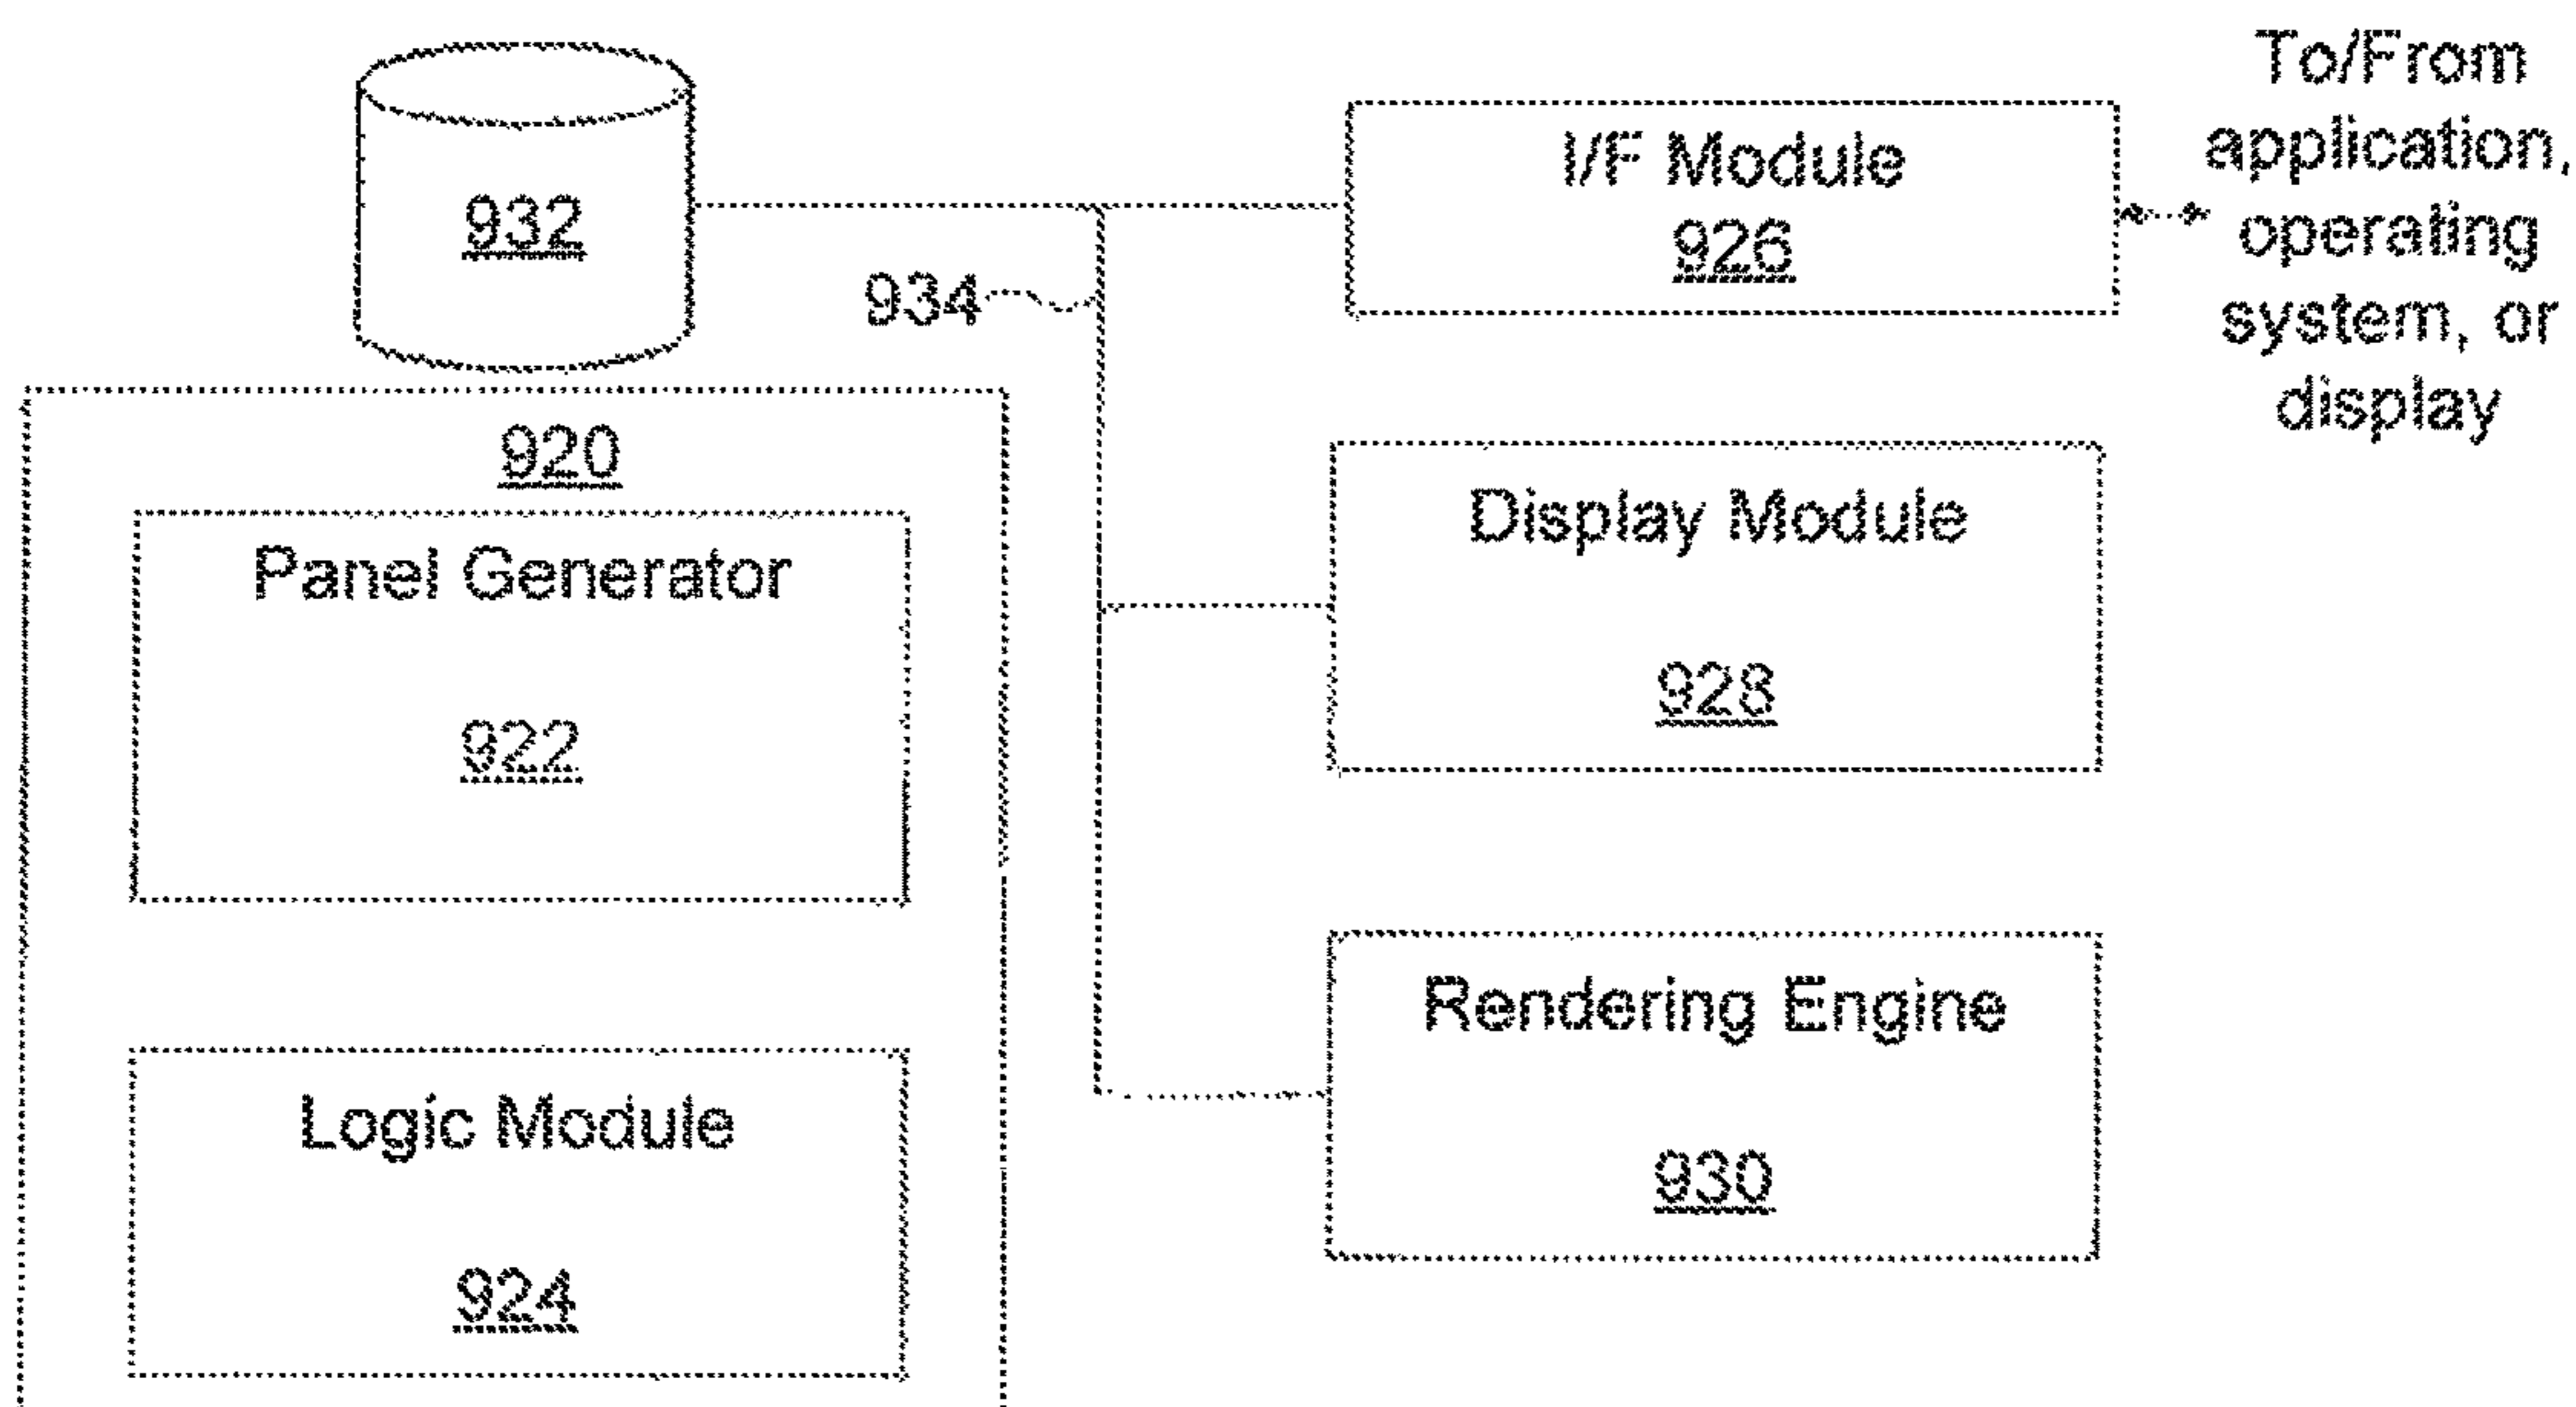 932
934
I/F Module
926
To/From
application,
operating
system, or
display
920
Panel Generator
922
Logic Module
924
Display Module
928
Rendering Engine
930